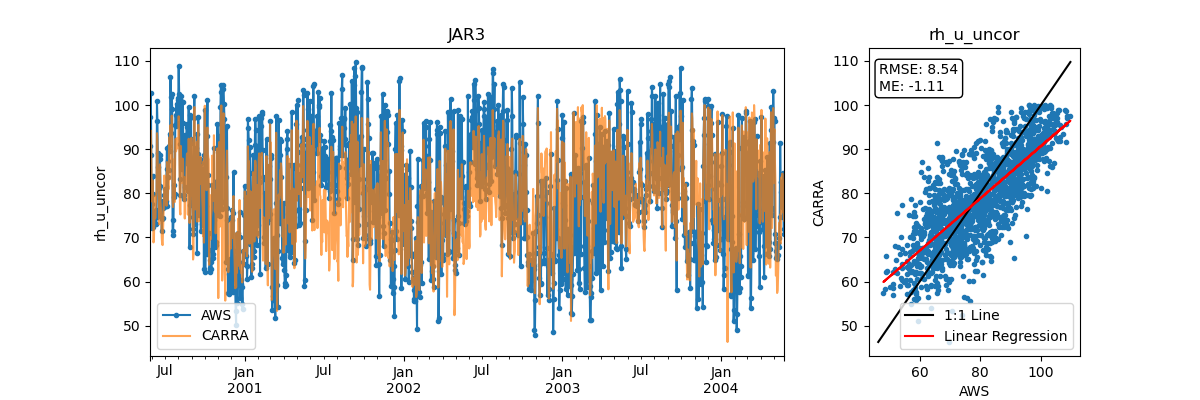 JAR3
rh_u_uncor
110
100
90
80
70
60
50
rh_u_uncor
AWS
CARRA
Jul
Jan
2001
Jul
Jan
2002
Jul
Jan
2003
Jul
Jan
2004
RMSE: 8.54
ME: -1.11
110
100
90
80
70
60
50
CARRA
1:1 Line
Linear Regression
60
80
100
AWS